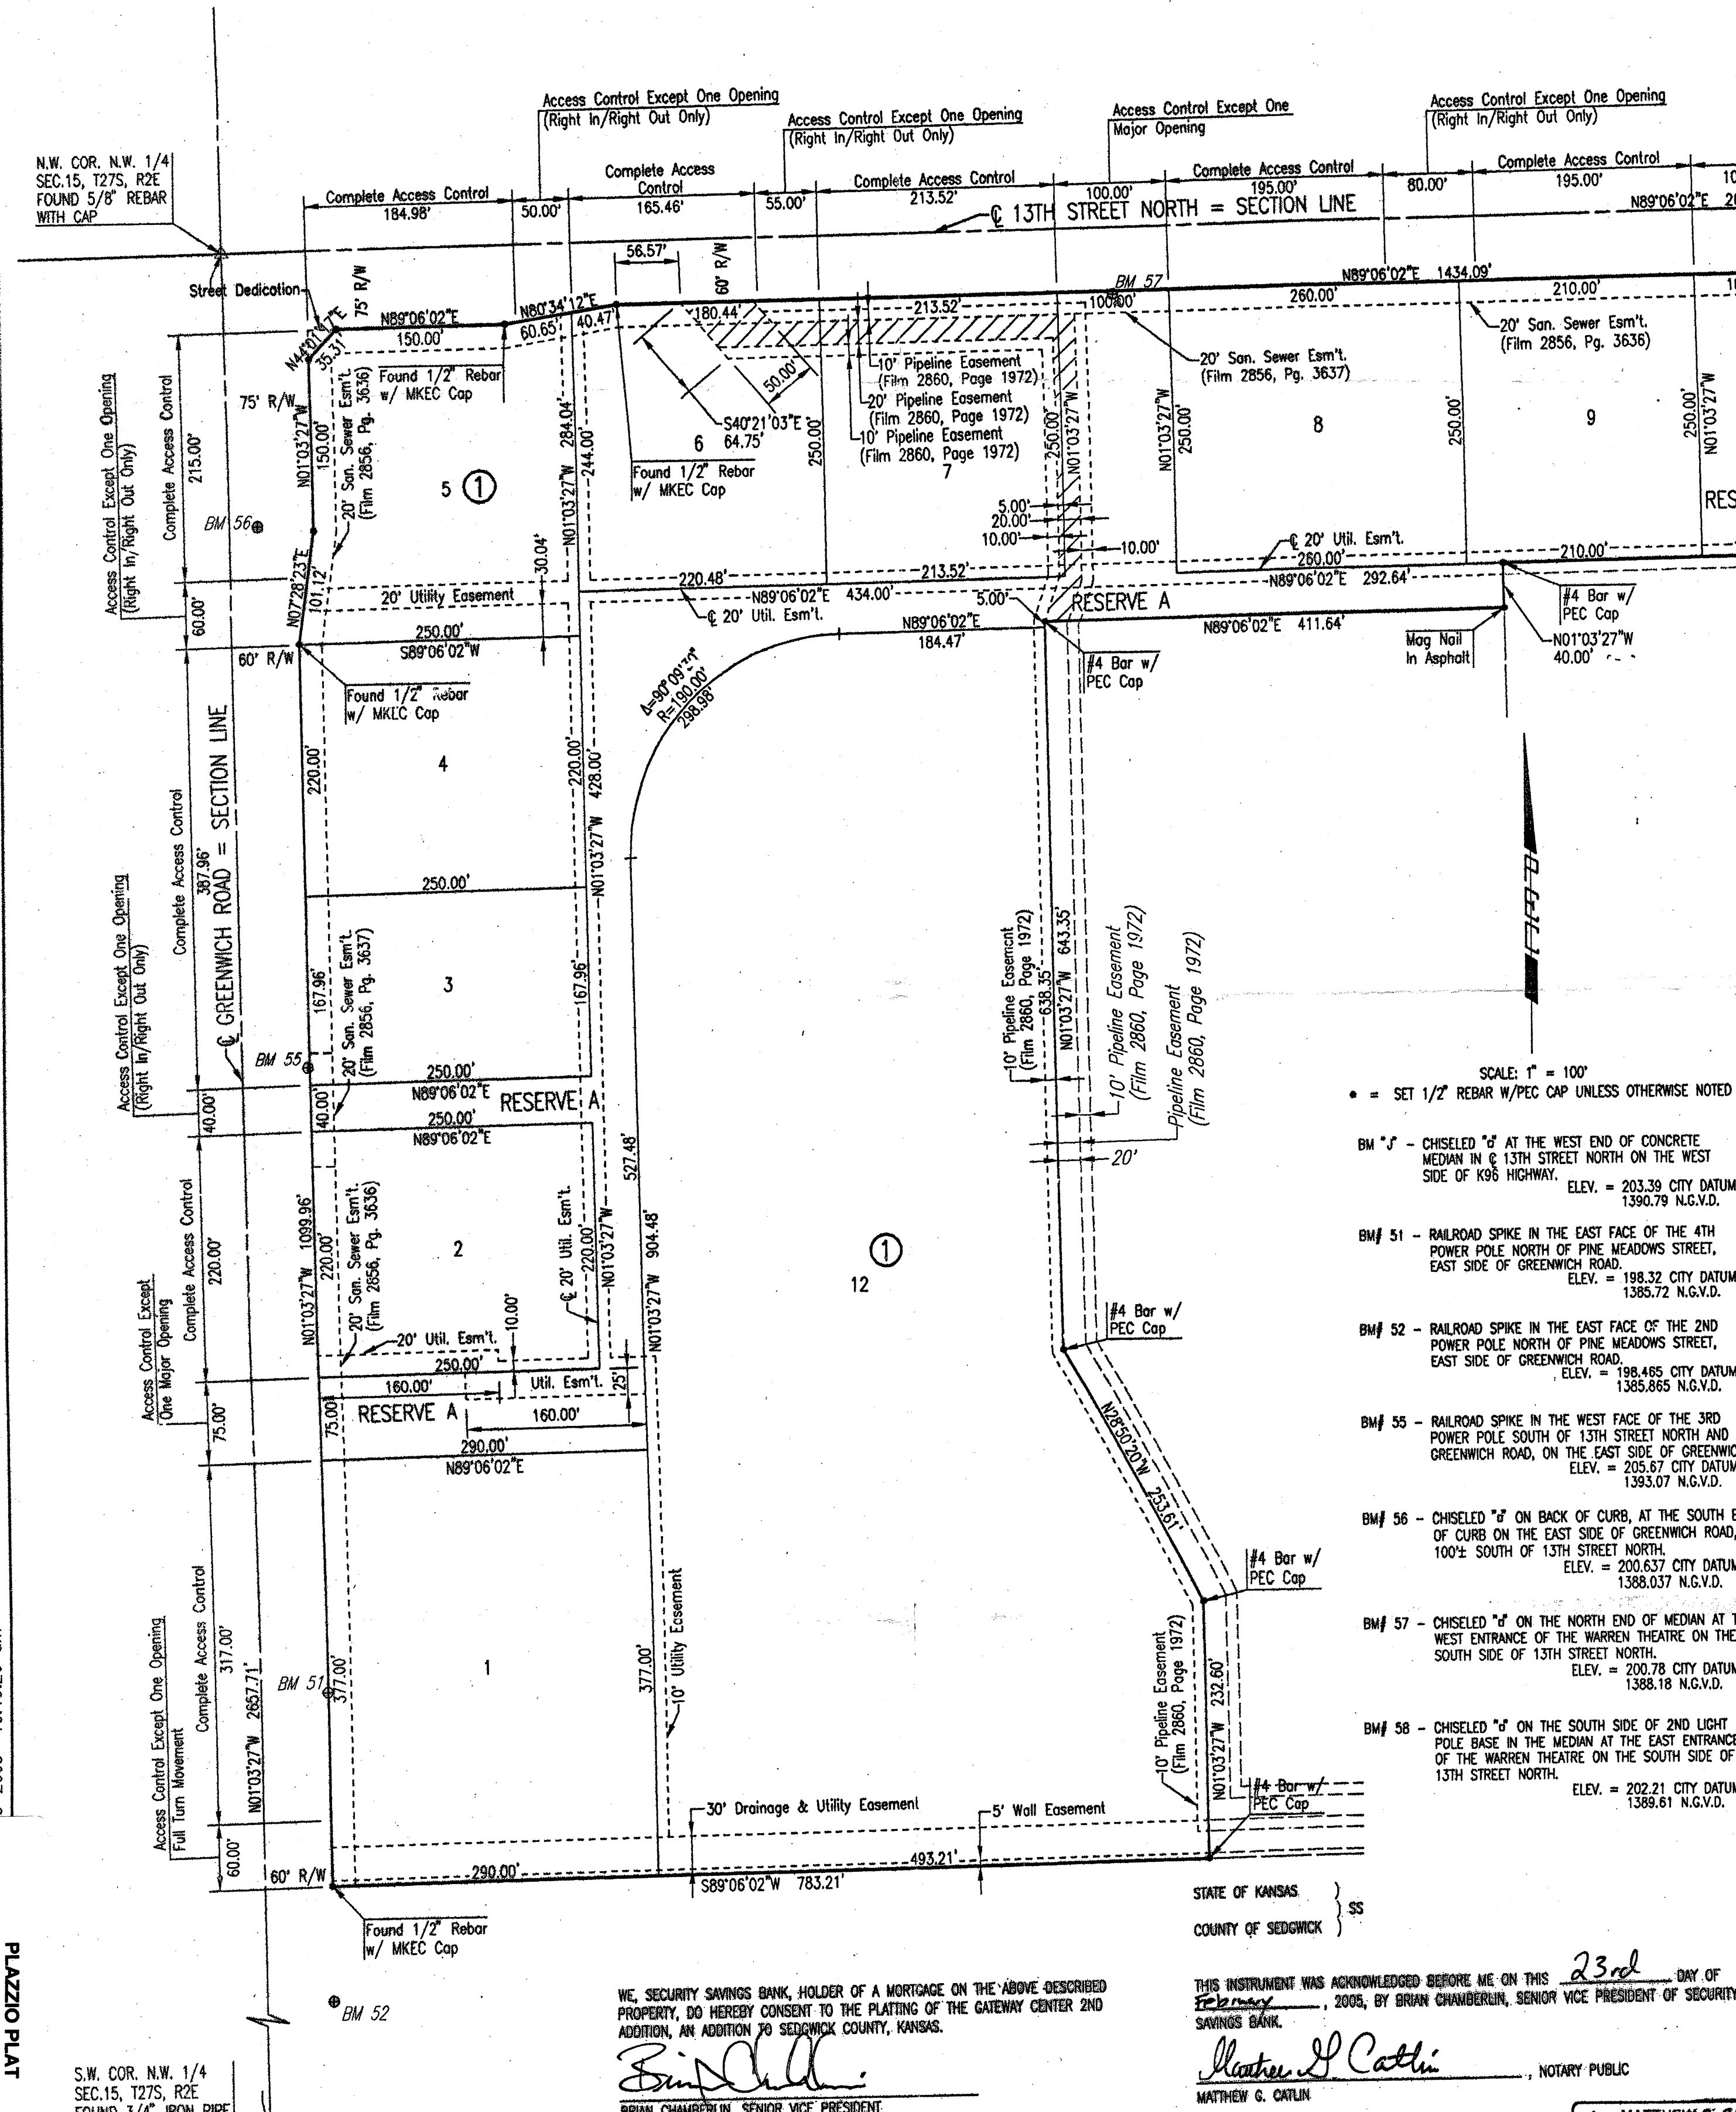 Access Control Except One Opening
(Right In/Right Out Only)
Access Control Except One Opening
(Right In/Right Out Only)
Access Control Except One
Major Opening
Access Control Except One Opening
(Right In/Right Out Only)
N.W. COR. N.W. 1/4
SEC.15, T27S, R2E
FOUND 5/8" REBAR
WITH CAP
Complete Access Control
184.98'
50.00'
Complete Access
Control
165.46'
55.00'
Complete Access Control
213.52'
100.00'
Complete Access Control
195.00'
80.00'
Complete Access Control
195.00'
℄ 13TH STREET NORTH = SECTION LINE
N89°06'02"E
56.57'
60' R/W
75' R/W
Street Dedication
35.31'
N89°06'02"E
150.00'
N80°34'12"E
60.65'
40.47'
180.44'
213.52'
100.00'
BM 57
N89°06'02"E 1434.09'
260.00'
210.00'
20' San. Sewer Esm't.
(Film 2856, Pg. 3636)
20' San. Sewer Esm't.
(Film 2856, Pg. 3637)
10' Pipeline Easement
(Film 2860, Page 1972)
20' Pipeline Easement
(Film 2860, Page 1972)
10' Pipeline Easement
(Film 2860, Page 1972)
50.00'
S40°21'03"E
64.75'
Found 1/2" Rebar
w/ MKEC Cap
Found 1/2" Rebar
w/ MKEC Cap
75' R/W
N01°03'27"W
150.00'
20' San. Sewer Esm't.
(Film 2856, Pg. 3636)
N01°03'27"W 284.04'
244.00'
250.00'
250.00'
N01°03'27"W
N01°03'27"W
250.00'
250.00'
250.00'
N01°03'27"W
5
1
6
7
8
9
Access Control Except One Opening
(Right In/Right Out Only)
Complete Access Control
215.00'
BM 56
N07°28'23"E
101.12'
60.00'
60' R/W
20' Utility Easement
30.04'
250.00'
S89°06'02"W
220.48'
213.52'
N89°06'02"E 434.00'
℄ 20' Util. Esm't.
5.00'
20.00'
10.00'
10.00'
5.00'
℄ 20' Util. Esm't.
260.00'
N89°06'02"E 292.64'
210.00'
RESERVE A
N89°06'02"E
184.47'
N89°06'02"E 411.64'
#4 Bar w/
PEC Cap
#4 Bar w/
PEC Cap
Mag Nail
In Asphalt
N01°03'27"W
40.00'
Found 1/2" Rebar
w/ MKEC Cap
R=190.00'
298.98'
℄ GREENWICH ROAD = SECTION LINE
Complete Access Control
387.96'
220.00'
4
220.00'
N01°03'27"W 428.00'
250.00'
Access Control Except One Opening
(Right In/Right Out Only)
167.96'
20' San. Sewer Esm't.
(Film 2856, Pg. 3637)
3
167.96'
BM 55
250.00'
N89°06'02"E
RESERVE A
40.00'
40.00'
250.00'
N89°06'02"E
10' Pipeline Easement
(Film 2860, Page 1972)
638.35'
N01°03'27"W 643.35'
10' Pipeline Easement
(Film 2860, Page 1972)
Pipeline Easement
(Film 2860, Page 1972)
20'
Access Control Except
One Major Opening
Complete Access Control
220.00'
N01°03'27"W 1099.96'
220.00'
20' San. Sewer Esm't.
(Film 2856, Pg. 3636)
2
℄ 20' Util. Esm't.
220.00'
N01°03'27"W
527.48'
N01°03'27"W 904.48'
20' Util. Esm't.
10.00'
250.00'
160.00'
Util. Esm't.
25'
75.00'
75.00'
RESERVE A
160.00'
290.00'
N89°06'02"E
1
12
#4 Bar w/
PEC Cap
N28°50'20"W 253.61'
#4 Bar w/
PEC Cap
Access Control Except One Opening
Full Turn Movement
Complete Access Control
317.00'
N01°03'27"W 2657.71'
BM 51
377.00'
1
377.00'
10' Utility Easement
10' Pipeline Easement
(Film 2860, Page 1972)
N01°03'27"W 232.60'
#4 Bar w/
PEC Cap
60.00'
60' R/W
30' Drainage & Utility Easement
5' Wall Easement
290.00'
493.21'
S89°06'02"W 783.21'
Found 1/2" Rebar
w/ MKEC Cap
BM 52
S.W. COR. N.W. 1/4
SEC.15, T27S, R2E
FOUND 3/4" IRON PIPE
PLAZZIO PLAT
SCALE: 1" = 100'
• = SET 1/2" REBAR W/PEC CAP UNLESS OTHERWISE NOTED
BM "J" - CHISELED "□" AT THE WEST END OF CONCRETE
MEDIAN IN ℄ 13TH STREET NORTH ON THE WEST
SIDE OF K96 HIGHWAY.
ELEV. = 203.39 CITY DATUM
1390.79 N.G.V.D.
BM# 51 - RAILROAD SPIKE IN THE EAST FACE OF THE 4TH
POWER POLE NORTH OF PINE MEADOWS STREET,
EAST SIDE OF GREENWICH ROAD.
ELEV. = 198.32 CITY DATUM
1385.72 N.G.V.D.
BM# 52 - RAILROAD SPIKE IN THE EAST FACE OF THE 2ND
POWER POLE NORTH OF PINE MEADOWS STREET,
EAST SIDE OF GREENWICH ROAD.
ELEV. = 198.465 CITY DATUM
1385.865 N.G.V.D.
BM# 55 - RAILROAD SPIKE IN THE WEST FACE OF THE 3RD
POWER POLE SOUTH OF 13TH STREET NORTH AND
GREENWICH ROAD, ON THE EAST SIDE OF GREENWIC
ELEV. = 205.67 CITY DATUM
1393.07 N.G.V.D.
BM# 56 - CHISELED "□" ON BACK OF CURB, AT THE SOUTH E
OF CURB ON THE EAST SIDE OF GREENWICH ROAD,
100'± SOUTH OF 13TH STREET NORTH.
ELEV. = 200.637 CITY DATUM
1388.037 N.G.V.D.
BM# 57 - CHISELED "□" ON THE NORTH END OF MEDIAN AT T
WEST ENTRANCE OF THE WARREN THEATRE ON THE
SOUTH SIDE OF 13TH STREET NORTH.
ELEV. = 200.78 CITY DATUM
1388.18 N.G.V.D.
BM# 58 - CHISELED "□" ON THE SOUTH SIDE OF 2ND LIGHT
POLE BASE IN THE MEDIAN AT THE EAST ENTRANCE
OF THE WARREN THEATRE ON THE SOUTH SIDE OF
13TH STREET NORTH.
ELEV. = 202.21 CITY DATUM
1389.61 N.G.V.D.
WE, SECURITY SAVINGS BANK, HOLDER OF A MORTGAGE ON THE ABOVE DESCRIBED
PROPERTY, DO HEREBY CONSENT TO THE PLATTING OF THE GATEWAY CENTER 2ND
ADDITION, AN ADDITION TO SEDGWICK COUNTY, KANSAS.
BRIAN CHAMBERLIN, SENIOR VICE PRESIDENT
STATE OF KANSAS )
) SS
COUNTY OF SEDGWICK )
THIS INSTRUMENT WAS ACKNOWLEDGED BEFORE ME ON THIS 23rd DAY OF
February, 2005, BY BRIAN CHAMBERLIN, SENIOR VICE PRESIDENT OF SECURITY
SAVINGS BANK.
Matthew G. Catlin, NOTARY PUBLIC
MATTHEW G. CATLIN